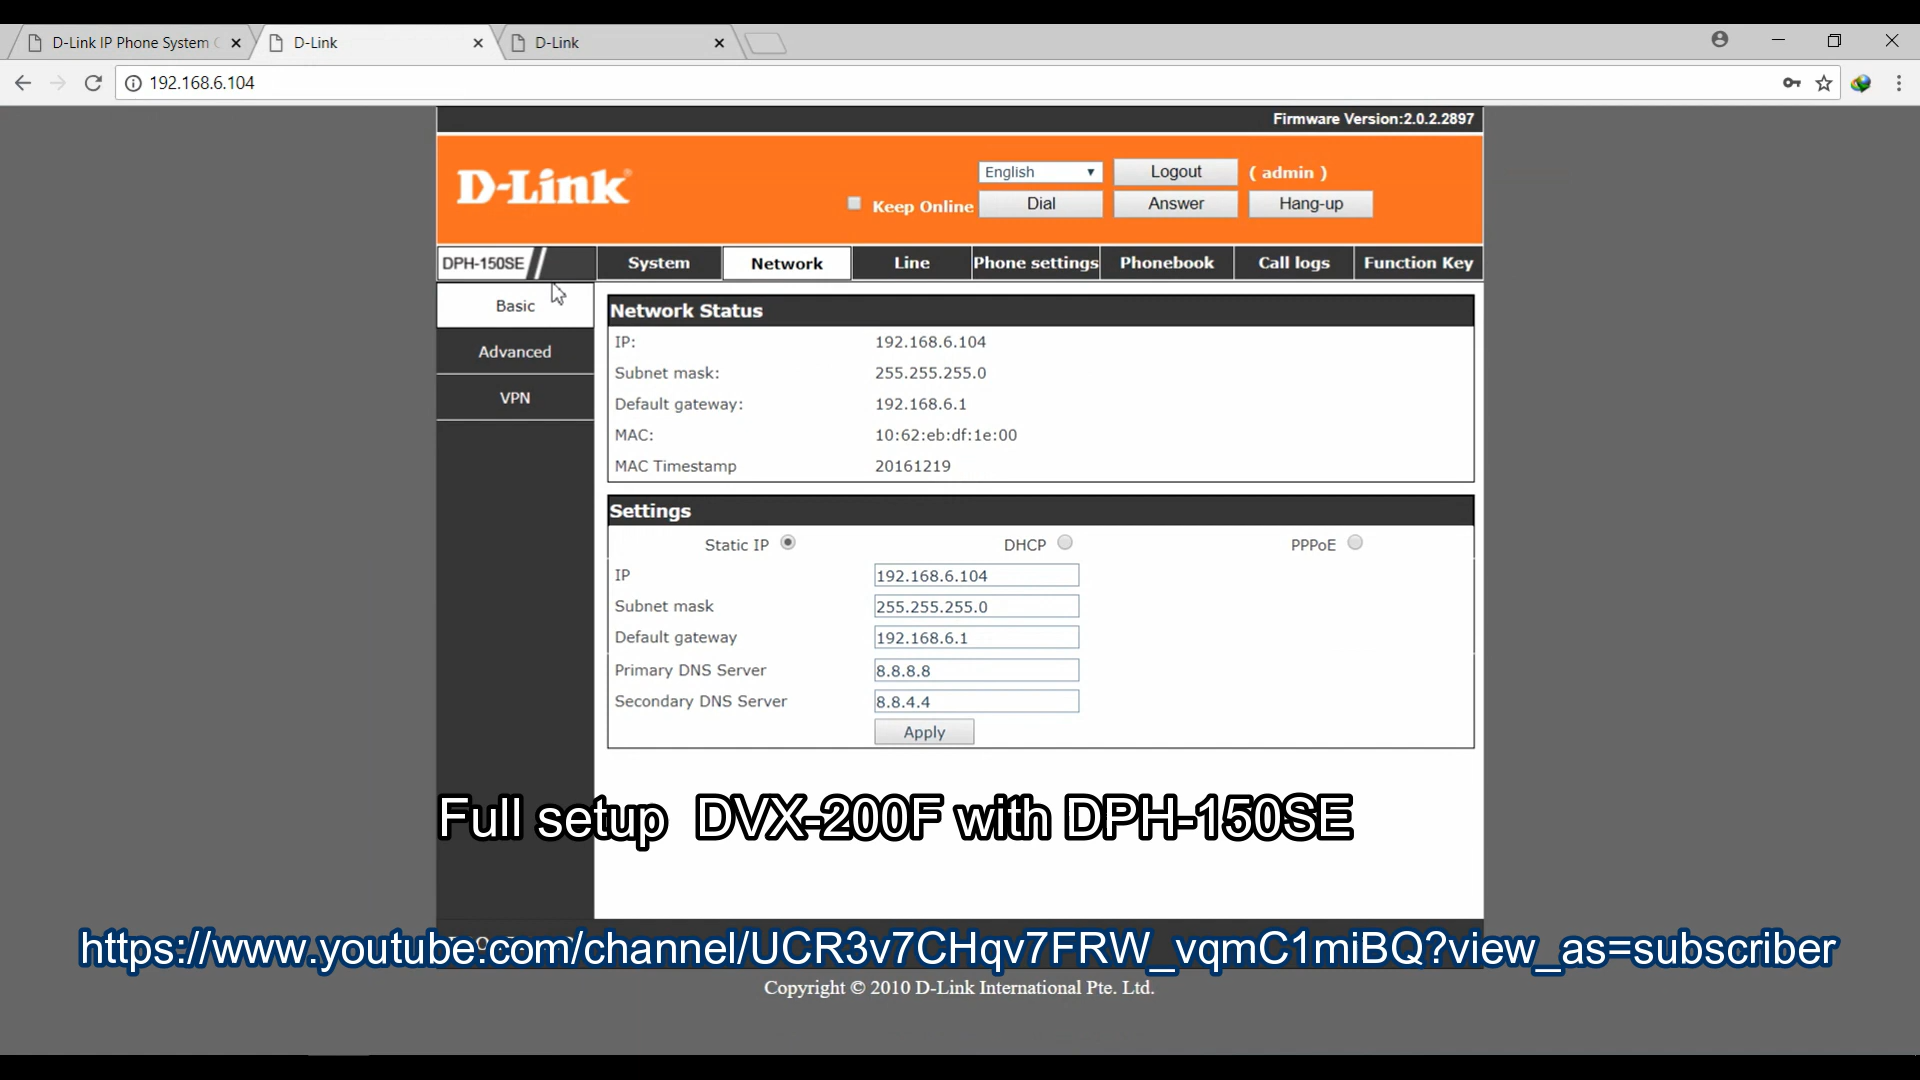 D-Link IP Phone System
D-Link
D-Link
192.168.6.104
Firmware Version:2.0.2.2897
D-Link
English
Logout
( admin )
Keep Online
Dial
Answer
Hang-up
DPH-150SE
System
Network
Line
Phone settings
Phonebook
Call logs
Function Key
Basic
Advanced
VPN
Network Status
IP: 192.168.6.104
Subnet mask: 255.255.255.0
Default gateway: 192.168.6.1
MAC: 10:62:eb:df:1e:00
MAC Timestamp 20161219
Settings
Static IP DHCP PPPoE
IP 192.168.6.104
Subnet mask 255.255.255.0
Default gateway 192.168.6.1
Primary DNS Server 8.8.8.8
Secondary DNS Server 8.8.4.4
Apply
Full setup DVX-200F with DPH-150SE
https://www.youtube.com/channel/UCR3v7CHqv7FRW_vqmC1miBQ?view_as=subscriber
Copyright © 2010 D-Link International Pte. Ltd.